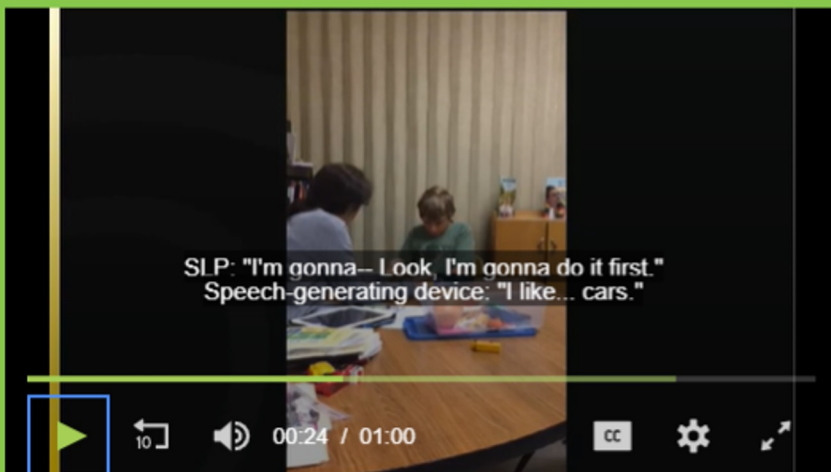 SLP: "I'm gonna-- Look, I'm gonna do it first."
Speech-generating device: "I like... cars."
10
00:24 / 01:00
CC